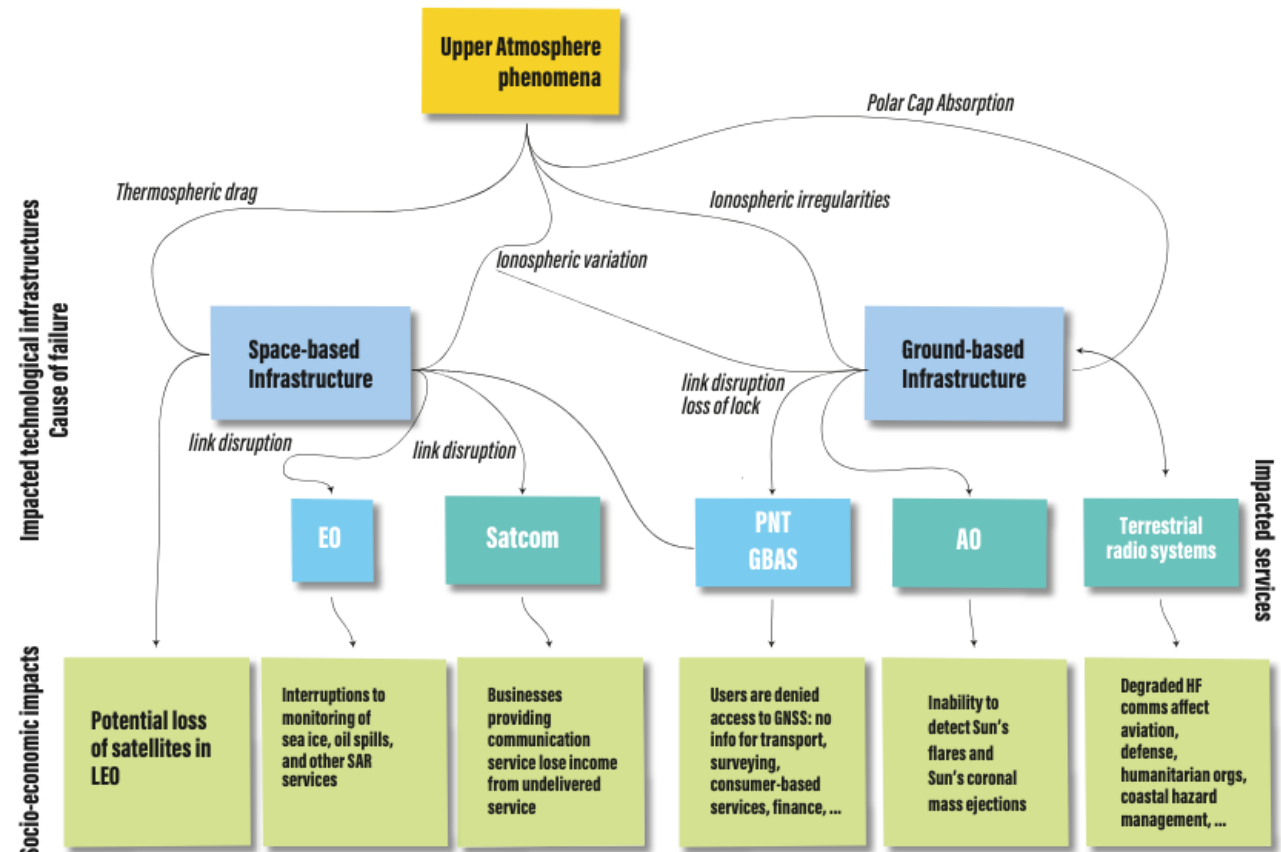 Upper Atmosphere
phenomena
Polar Cap Absorption
Thermospheric drag
Ionospheric irregularities
Ionospheric variation
Impacted technological infrastructures
Cause of failure
Space-based
Infrastructure
Ground-based
Infrastructure
link disruption
loss of lock
link disruption
link disruption
EO
Satcom
PNT
GBAS
AO
Terrestrial
radio systems
Impacted services
Socio-economic impacts
Potential loss
of satellites in
LEO
Interruptions to
monitoring of
sea ice, oil spills,
and other SAR
services
Businesses
providing
communication
service lose income
from undelivered
service
Users are denied
access to GNSS: no
info for transport,
surveying,
consumer-based
services, finance, ...
Inability to
detect Sun's
flares and
Sun's coronal
mass ejections
Degraded HF
comms affect
aviation,
defense,
humanitarian orgs,
coastal hazard
management, ...